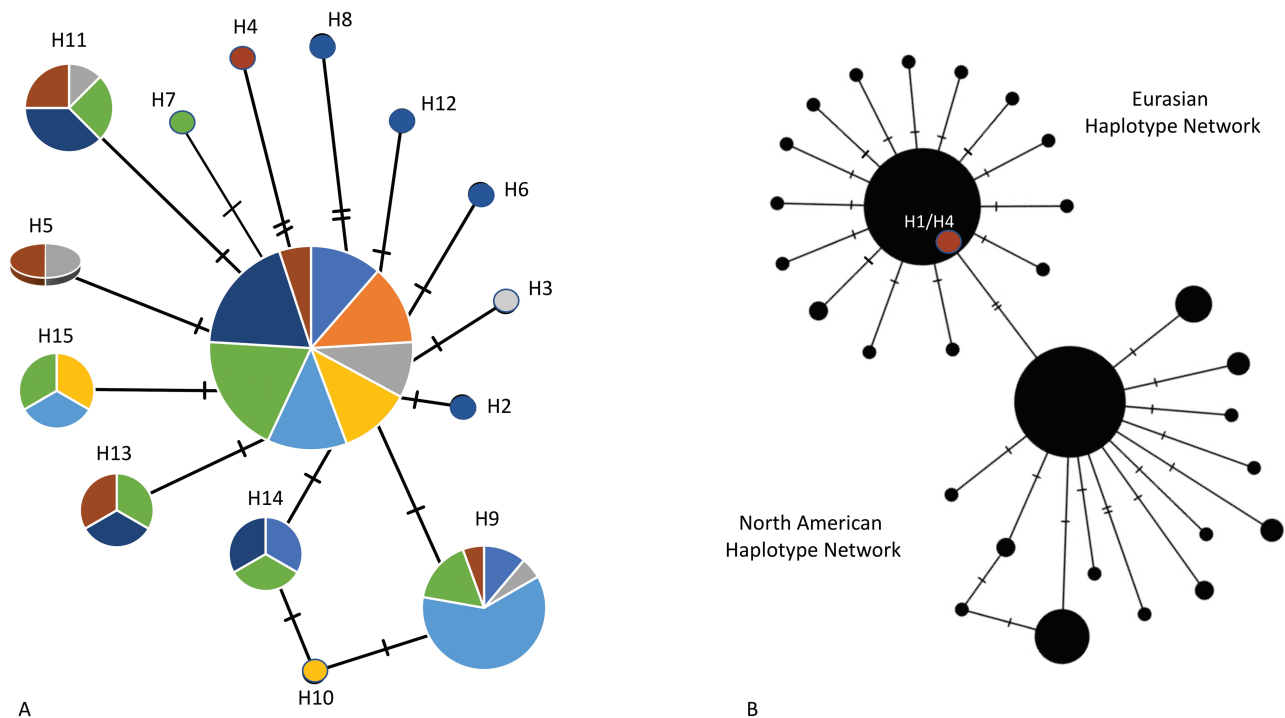 H11
H7
H4
H8
H12
H6
H5
H3
H15
H2
H13
H14
H9
H10
A
Eurasian
Haplotype Network
H1/H4
North American
Haplotype Network
B